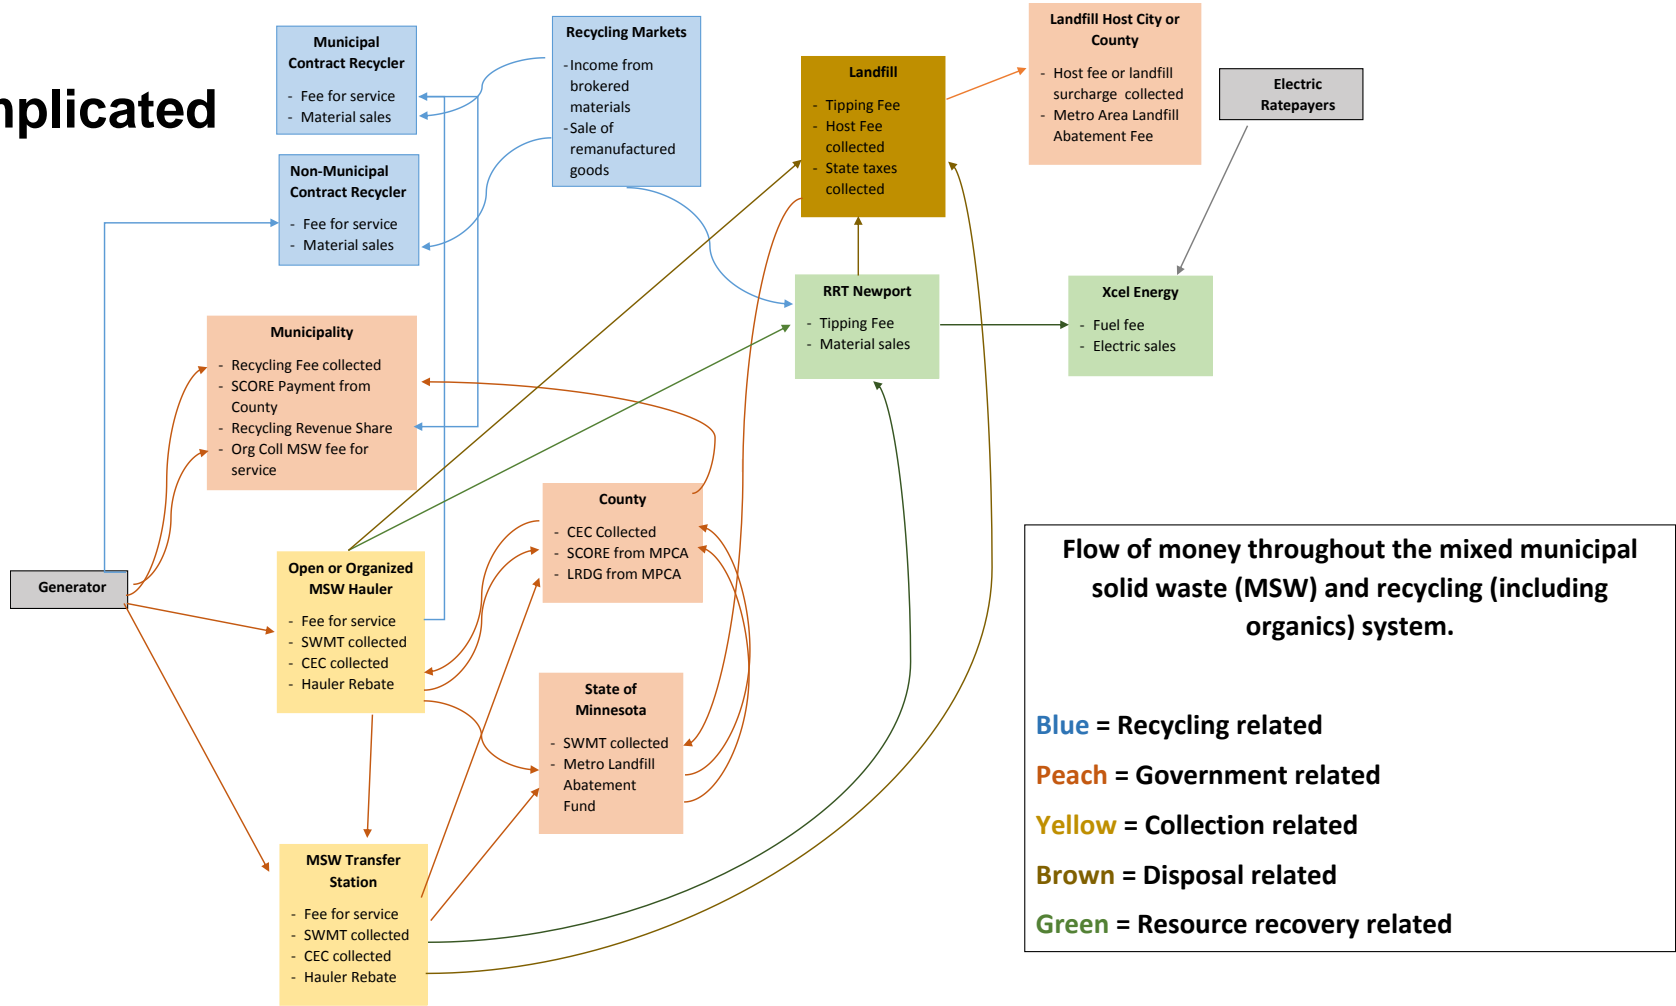 mplicated
Municipal
Contract Recycler
- Fee for service
- Material sales
Non-Municipal
Contract Recycler
- Fee for service
- Material sales
Recycling Markets
- Income from
brokered
materials
- Sale of
remanufactured
goods
Landfill
- Tipping Fee
- Host Fee
collected
- State taxes
collected
Landfill Host City or
County
- Host fee or landfill
surcharge collected
- Metro Area Landfill
Abatement Fee
Electric
Ratepayers
RRT Newport
- Tipping Fee
- Material sales
Xcel Energy
- Fuel fee
- Electric sales
Municipality
- Recycling Fee collected
- SCORE Payment from
County
- Recycling Revenue Share
- Org Coll MSW fee for
service
County
- CEC Collected
- SCORE from MPCA
- LRDG from MPCA
Generator
Open or Organized
MSW Hauler
- Fee for service
- SWMT collected
- CEC collected
- Hauler Rebate
State of
Minnesota
- SWMT collected
- Metro Landfill
Abatement
Fund
MSW Transfer
Station
- Fee for service
- SWMT collected
- CEC collected
- Hauler Rebate
Flow of money throughout the mixed municipal
solid waste (MSW) and recycling (including
organics) system.
Blue = Recycling related
Peach = Government related
Yellow = Collection related
Brown = Disposal related
Green = Resource recovery related